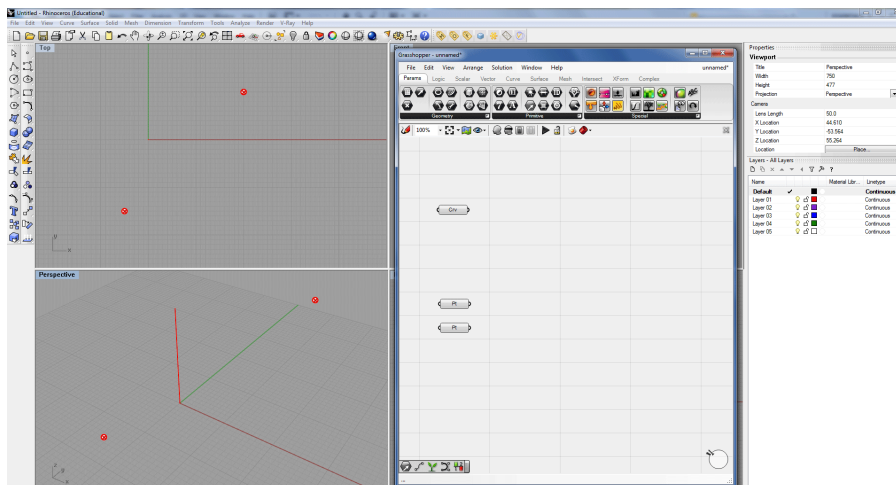 Untitled - Rhinoceros (Educational)
File Edit View Curve Surface Solid Mesh Dimension Transform Tools Analyze Render V-Ray Help
Top
y
x
Perspective
z
y
x
Grasshopper - unnamed*
File Edit View Arrange Solution Window Help unnamed*
Params Logic Scalar Vector Curve Surface Mesh Intersect XForm Complex
Geometry Primitive Special
100%
Crv
Pt
Pt
...
Properties
Viewport
Title Perspective
Width 750
Height 477
Projection Perspective
Camera
Lens Length 50.0
X Location 44.610
Y Location -53.564
Z Location 55.264
Location Place...
Layers - All Layers
Name Material Libr... Linetype
Default Continuous
Layer 01 Continuous
Layer 02 Continuous
Layer 03 Continuous
Layer 04 Continuous
Layer 05 Continuous